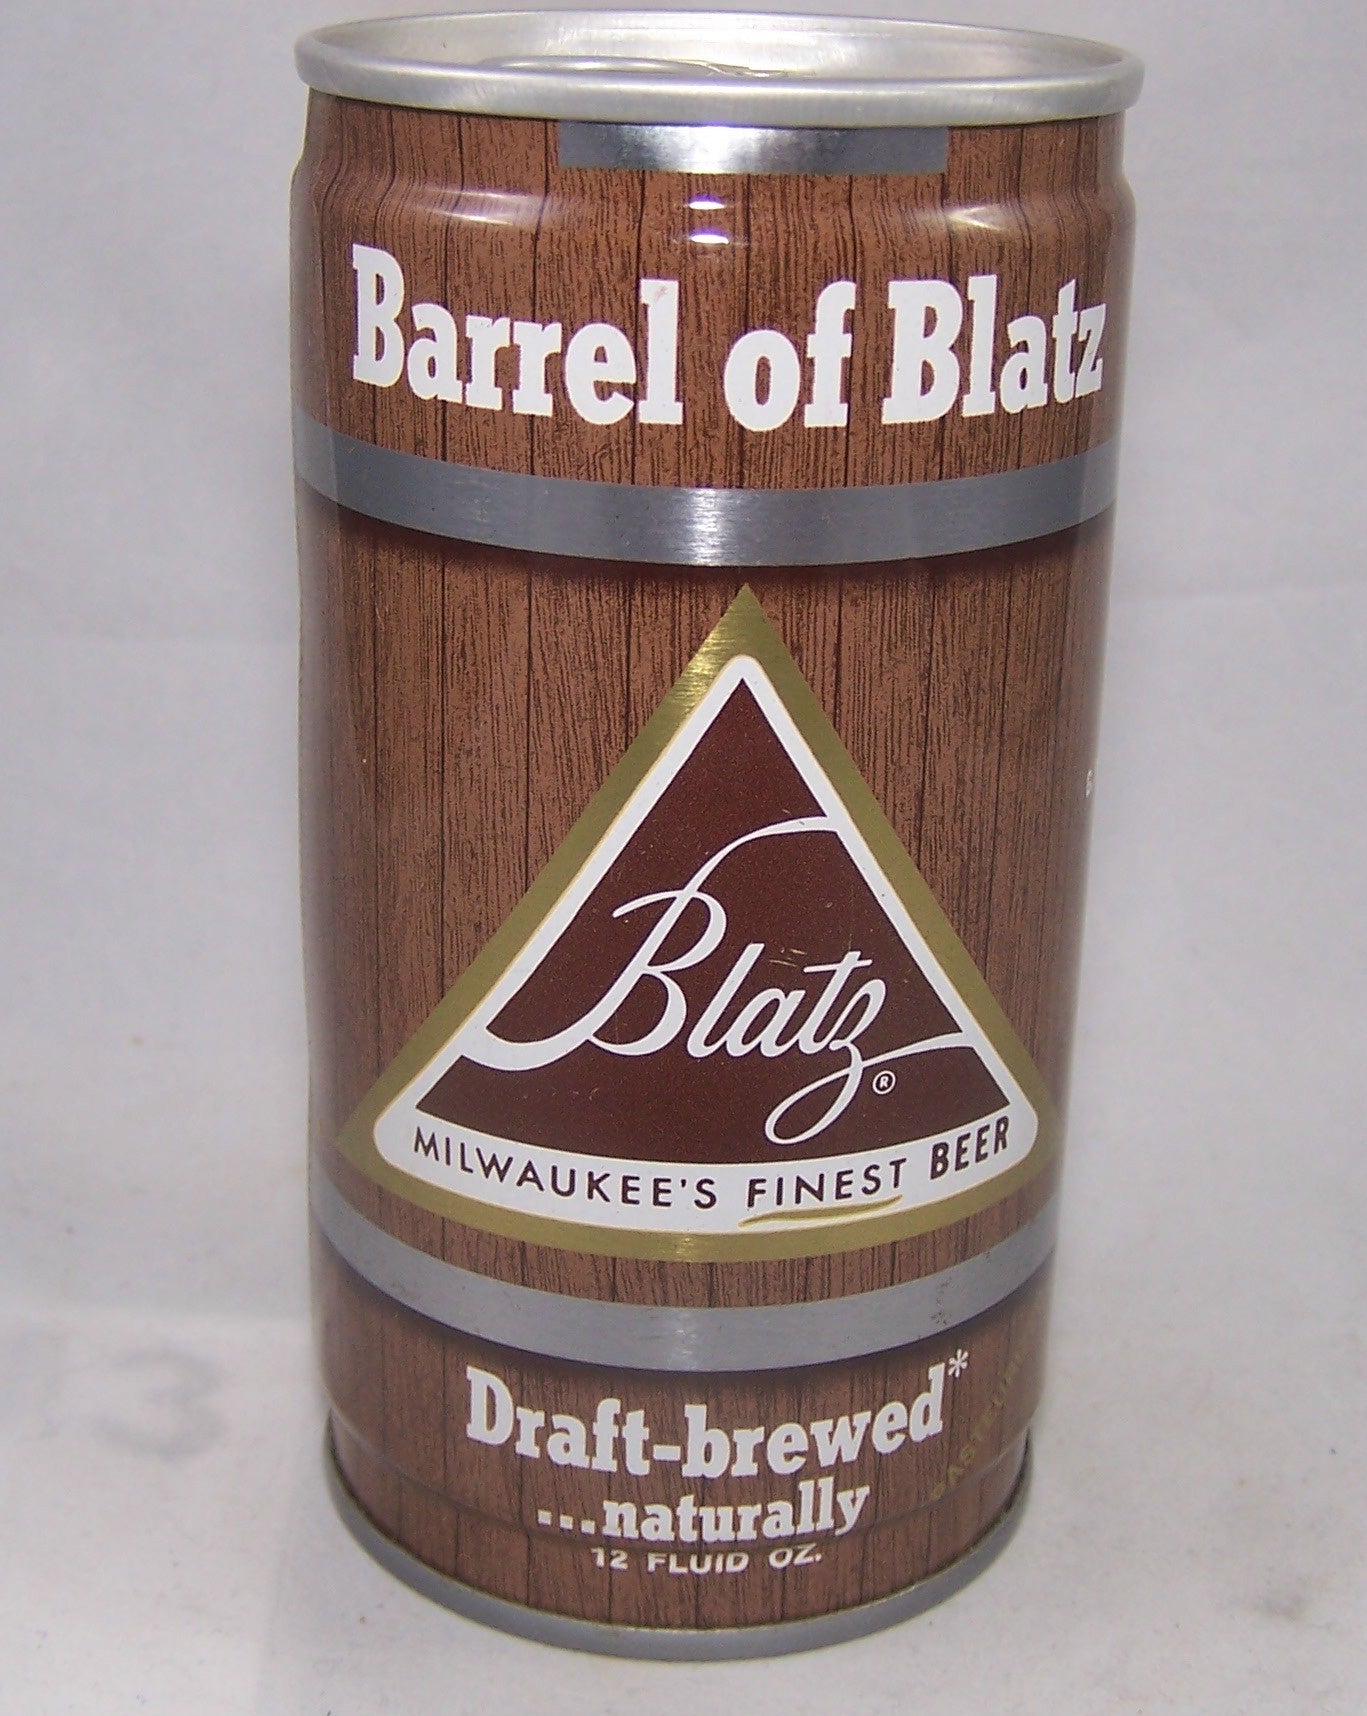 Barrel of Blatz
Blatz®
MILWAUKEE'S FINEST BEER
Draft-brewed*
...naturally
12 FLUID OZ.